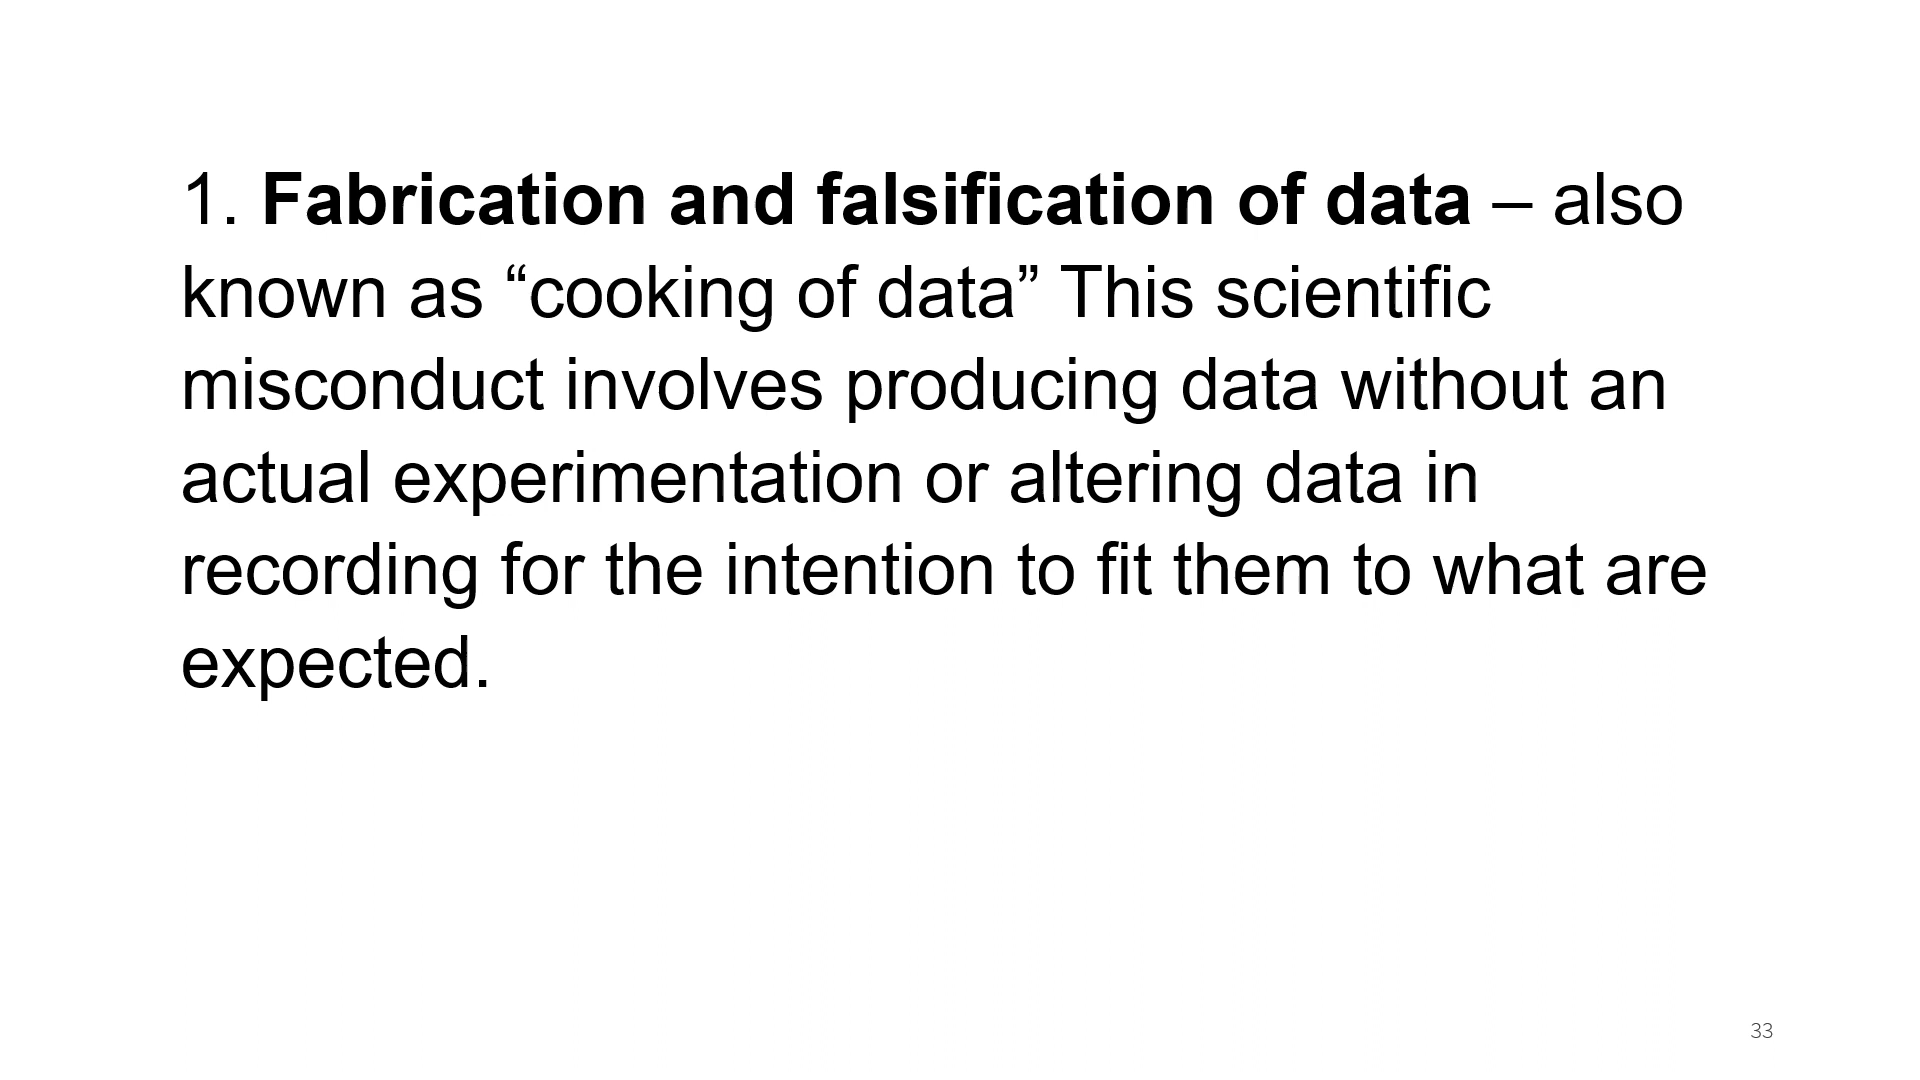 1. Fabrication and falsification of data – also
known as “cooking of data” This scientific
misconduct involves producing data without an
actual experimentation or altering data in
recording for the intention to fit them to what are
expected.
33